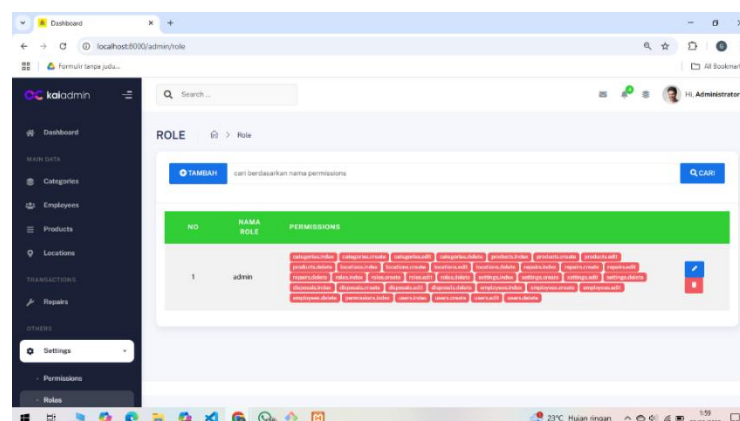 Dashboard
localhost:8000/admin/role
Formulir tanpa judu...
All Bookmar
kaiadmin
Search ...
Hi, Administrator
Dashboard
ROLE
> Role
MAIN DATA
Categories
Employees
Products
Locations
TRANSACTIONS
Repairs
OTHERS
Settings
- Permissions
- Roles
TAMBAH cari berdasarkan nama permissions CARI
NO NAMA ROLE PERMISSIONS
1 admin
categories.index categories.create categories.edit categories.delete products.index products.create products.edit
products.delete locations.index locations.create locations.edit locations.delete repairs.index repairs.create repairs.edit
repairs.delete roles.index roles.create roles.edit roles.delete settings.index settings.create settings.edit settings.delete
disposals.index disposals.create disposals.edit disposals.delete employees.index employees.create employees.edit
employees.delete permissions.index users.index users.create users.edit users.delete
23°C Hujan ringan
1:59